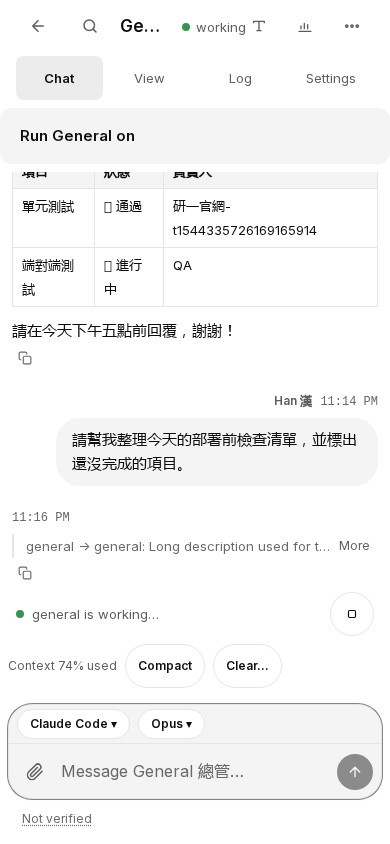 Ge... working
Chat View Log Settings
Run General on
項目 狀態 負責人
單元測試 通過 研一官網-
t1544335726169165914
端對端測 進行 QA
試 中
請在今天下午五點前回覆，謝謝！
Han 漢 11:14 PM
請幫我整理今天的部署前檢查清單，並標出
還沒完成的項目。
11:16 PM
general → general: Long description used for t... More
general is working...
Context 74% used Compact Clear...
Claude Code ▾ Opus ▾
Message General 總管...
Not verified